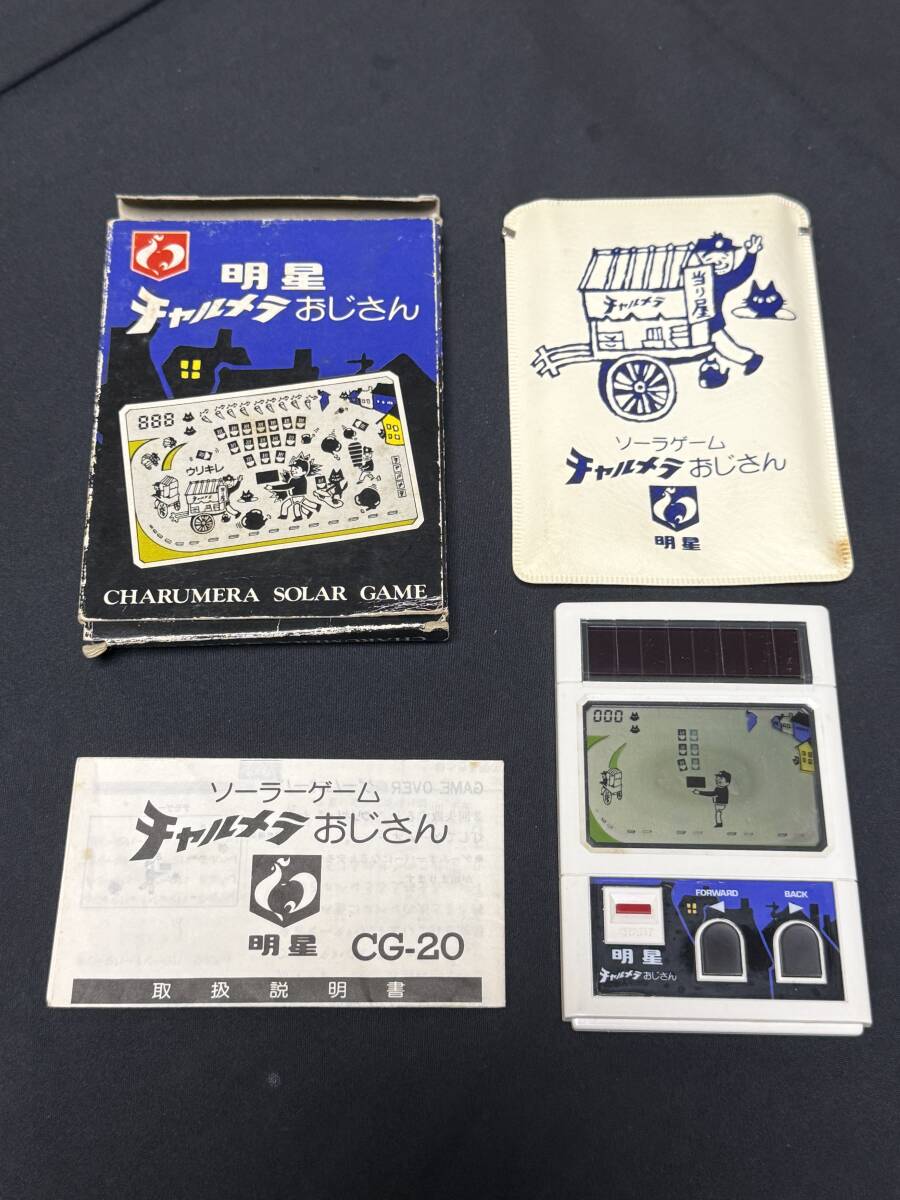 明星
チャルメラおじさん
888
ウリキレ
CHARUMERA SOLAR GAME
チャルメラ
当り屋
ソーラゲーム
チャルメラおじさん
明星
ソーラーゲーム
チャルメラおじさん
明星 CG-20
取扱説明書
GAME OVER
000
FORWARD
BACK
明星
チャルメラおじさん